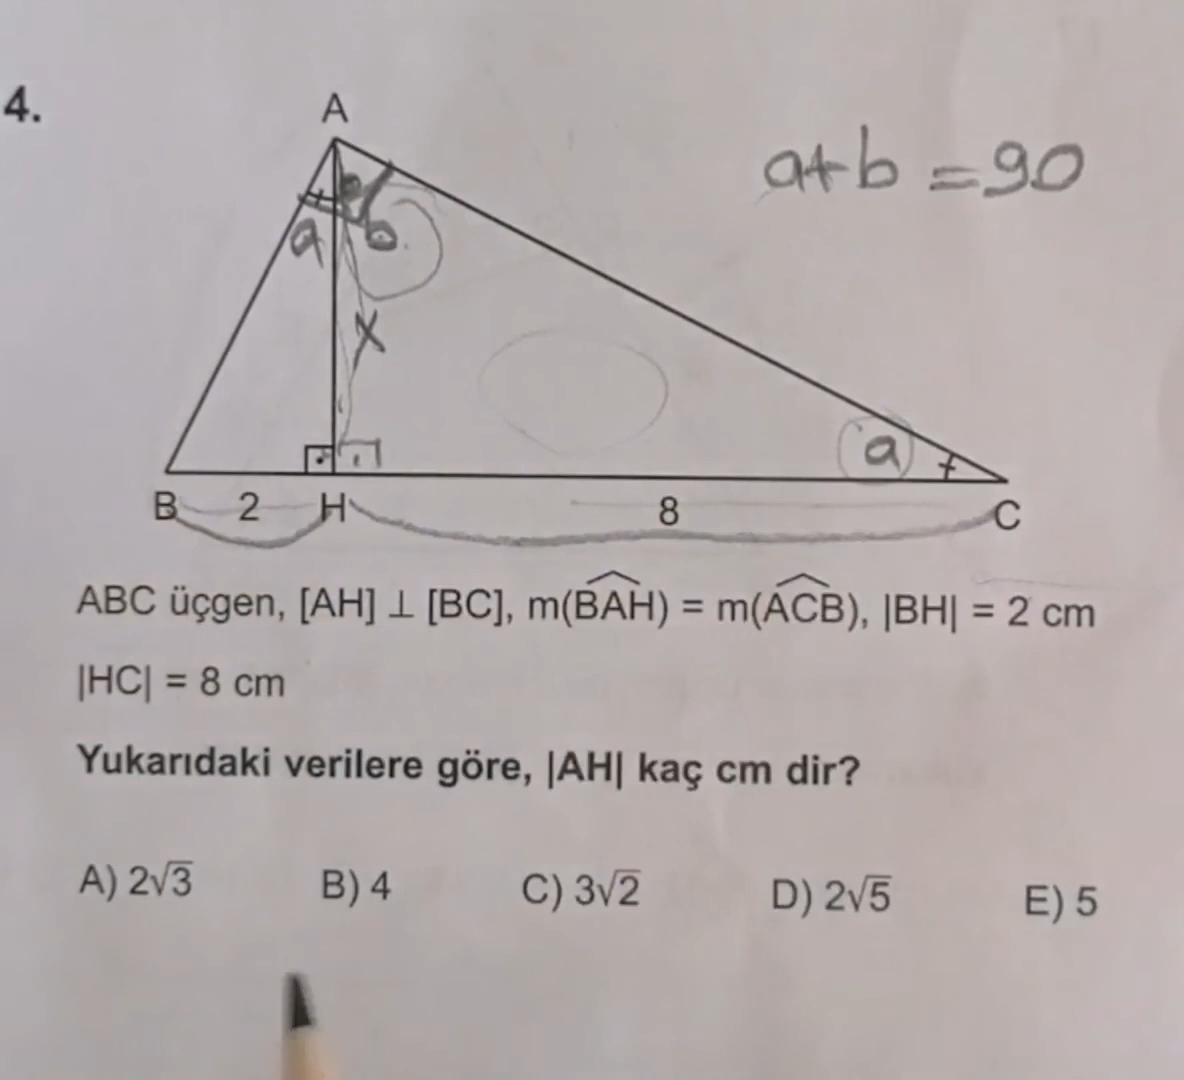 4.
A
a+b=90
a b
x
a
B 2 H 8 C
ABC üçgen, [AH] ⊥ [BC], m(BAH) = m(ACB), |BH| = 2 cm
|HC| = 8 cm
Yukarıdaki verilere göre, |AH| kaç cm dir?
A) 2√3 B) 4 C) 3√2 D) 2√5 E) 5